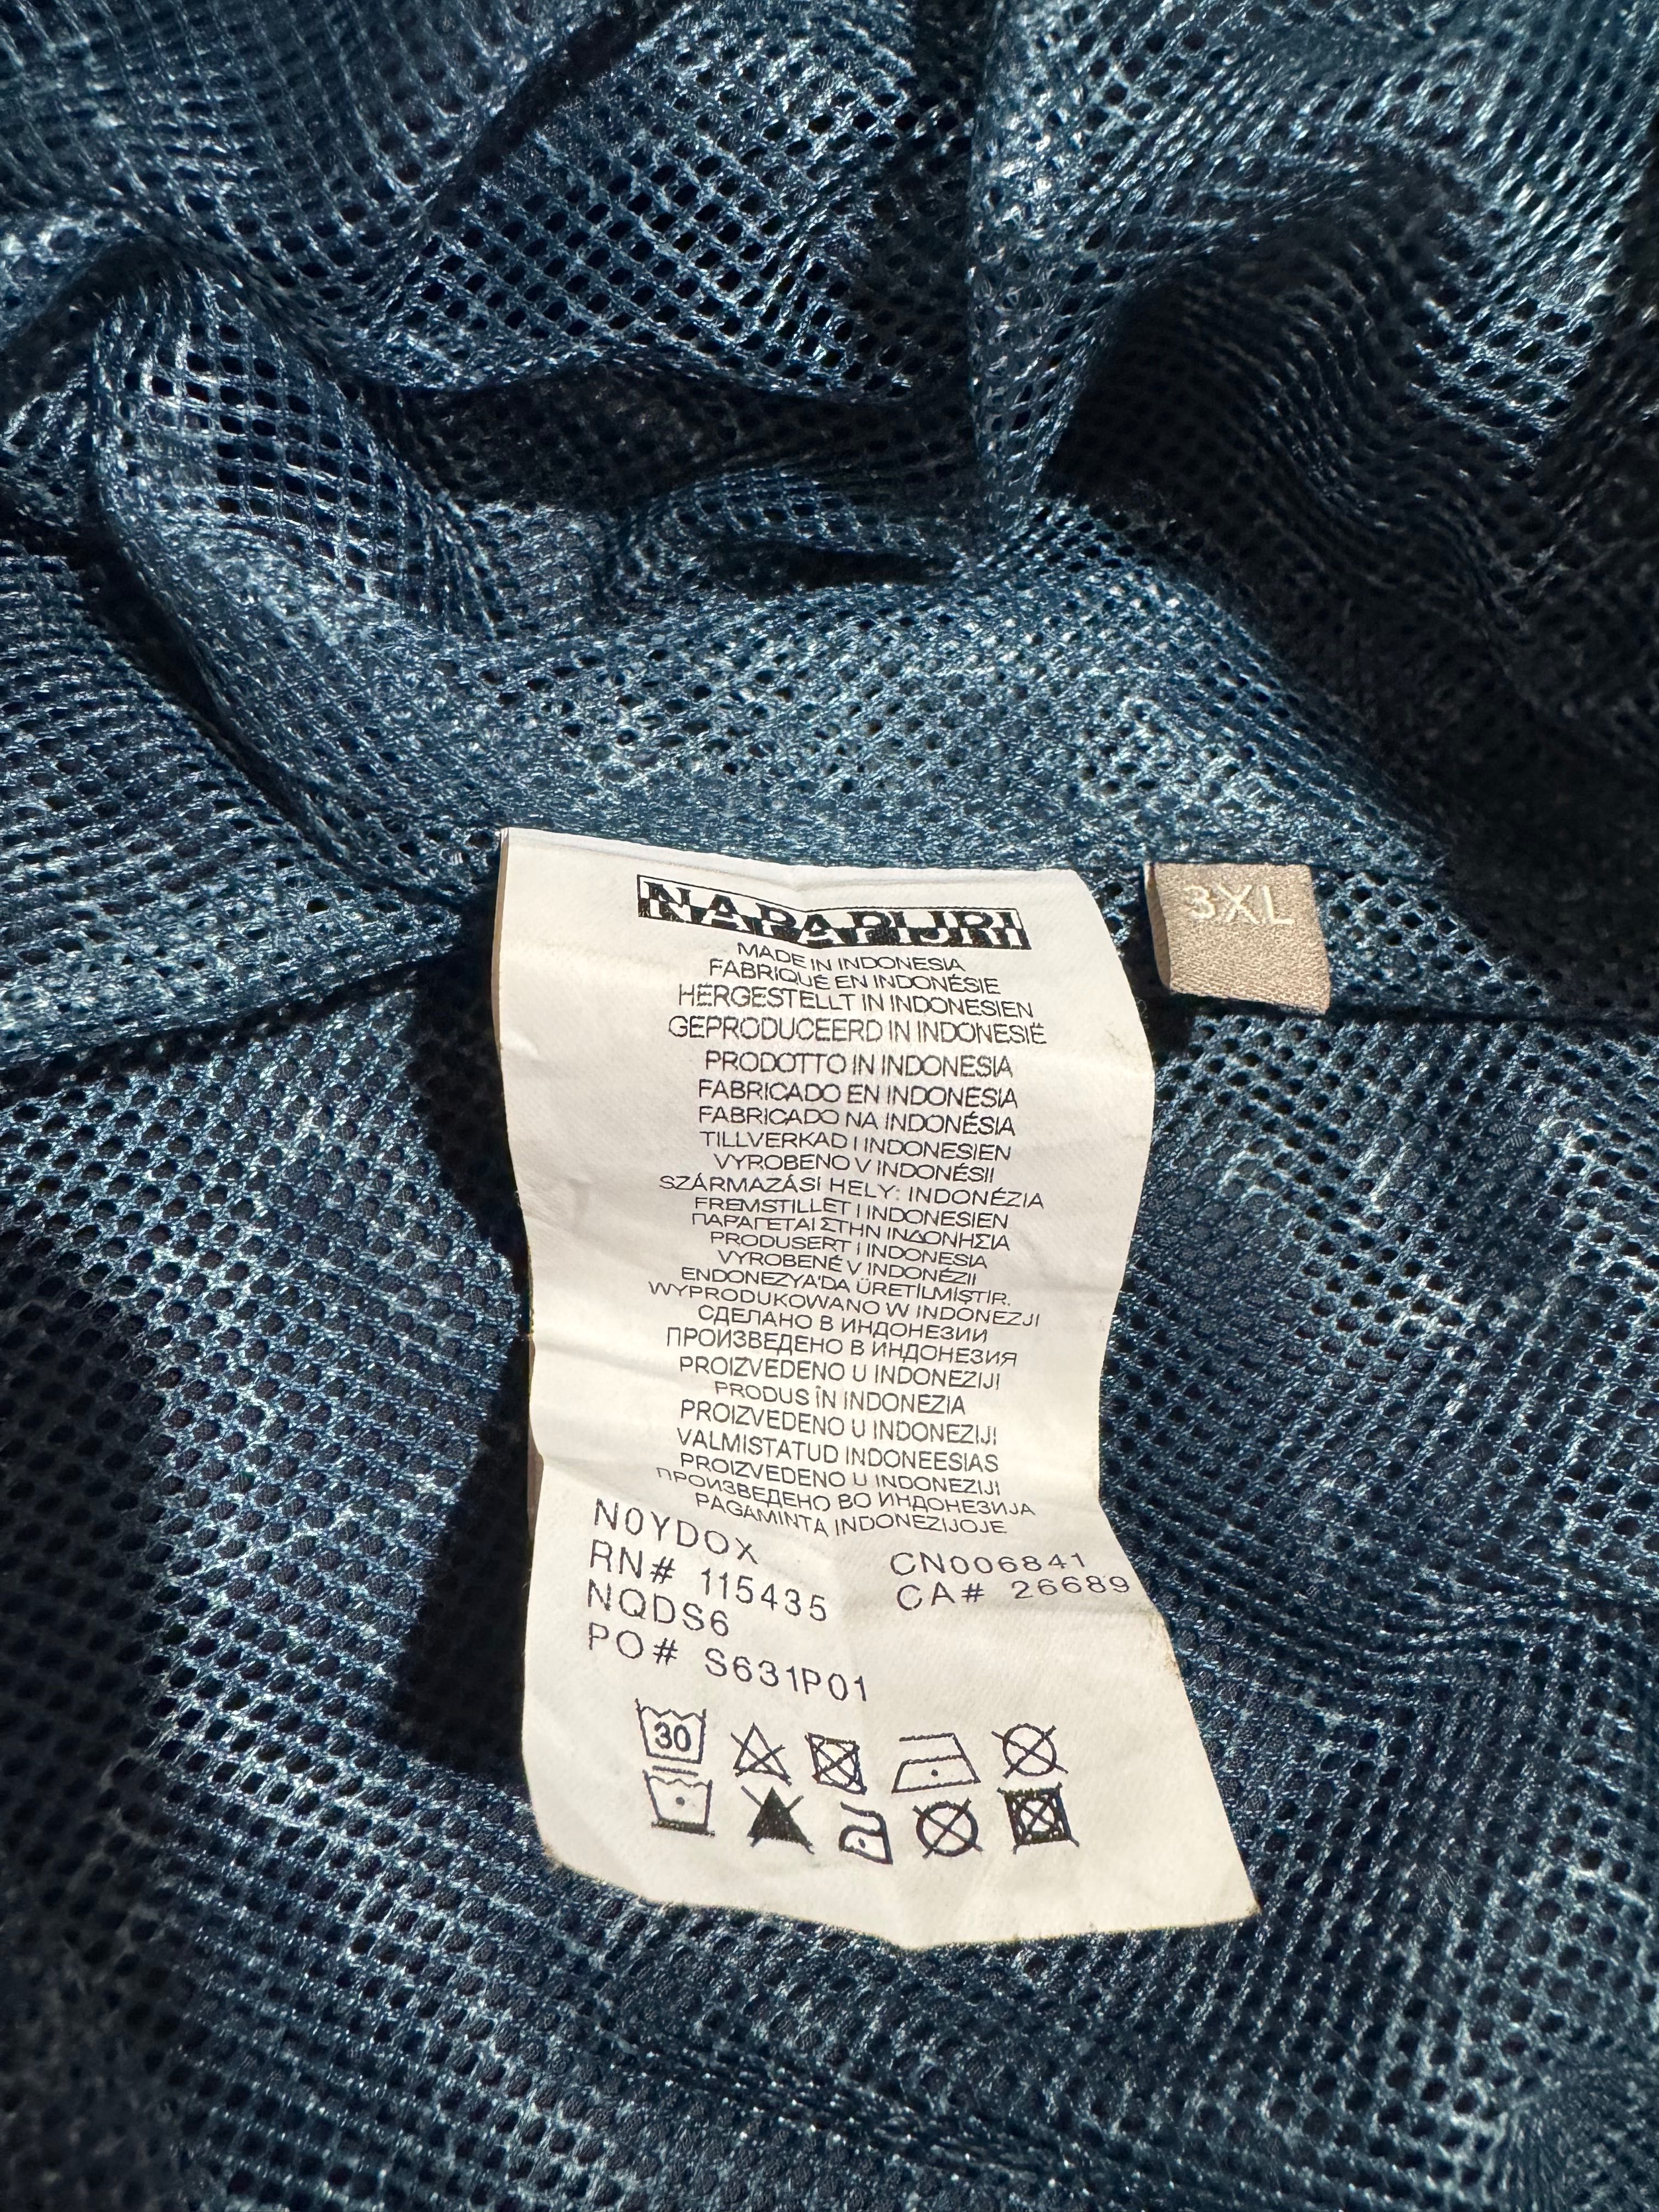 NAPAPIJRI
3XL
MADE IN INDONESIA
FABRIQUÉ EN INDONÉSIE
HERGESTELLT IN INDONESIEN
GEPRODUCEERD IN INDONESIË
PRODOTTO IN INDONESIA
FABRICADO EN INDONESIA
FABRICADO NA INDONÉSIA
TILLVERKAD I INDONESIEN
VYROBENO V INDONÉSII
SZÁRMAZÁSI HELY: INDONÉZIA
FREMSTILLET I INDONESIEN
ΠΑΡΑΓΕΤΑΙ ΣΤΗΝ ΙΝΔΟΝΗΣΙΑ
PRODUSERT I INDONESIA
VYROBENÉ V INDONÉZII
ENDONEZYA'DA ÜRETILMIŞTIR.
WYPRODUKOWANO W INDONEZJI
СДЕЛАНО В ИНДОНЕЗИИ
ПРОИЗВЕДЕНО В ИНДОНЕЗИЯ
PROIZVEDENO U INDONEZIJI
PRODUS ÎN INDONEZIA
PROIZVEDENO U INDONEZIJI
VALMISTATUD INDONEESIAS
PROIZVEDENO U INDONEZIJI
ПРОИЗВЕДЕНО ВО ИНДОНЕЗИЈА
PAGAMINTA INDONEZIJOJE
N0YDOX CN006841
RN# 115435 CA# 26689
NQDS6
PO# S631P01
30